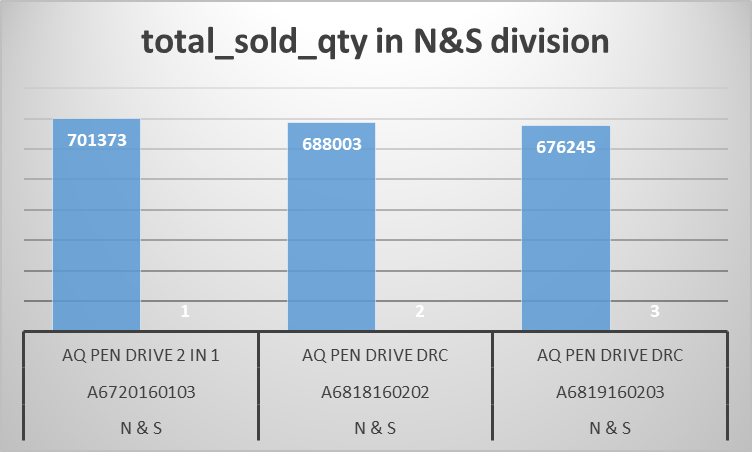 total_sold_qty in N&S division
701373
688003
676245
1
2
3
AQ PEN DRIVE 2 IN 1
AQ PEN DRIVE DRC
AQ PEN DRIVE DRC
A6720160103
A6818160202
A6819160203
N & S
N & S
N & S